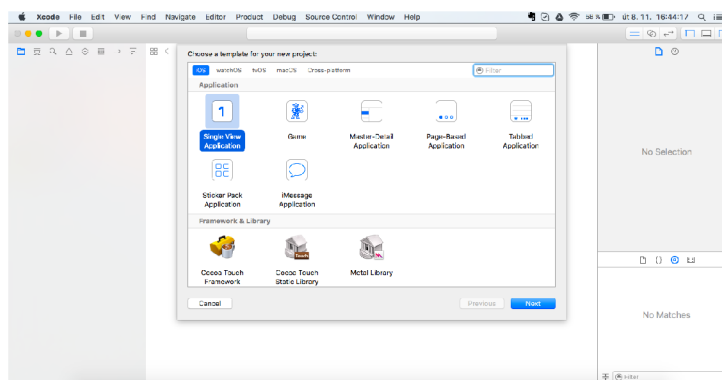 Xcode File Edit View Find Navigate Editor Product Debug Source Control Window Help
58 % út 8. 11. 16:44:17
Choose a template for your new project:
iOS watchOS tvOS macOS Cross-platform
Filter
Application
1
Single View Application
Game
Master-Detail Application
Page-Based Application
Tabbed Application
Sticker Pack Application
iMessage Application
Framework & Library
Cocoa Touch Framework
Touch
Cocoa Touch Static Library
Metal Library
Cancel
Previous
Next
No Selection
No Matches
Filter